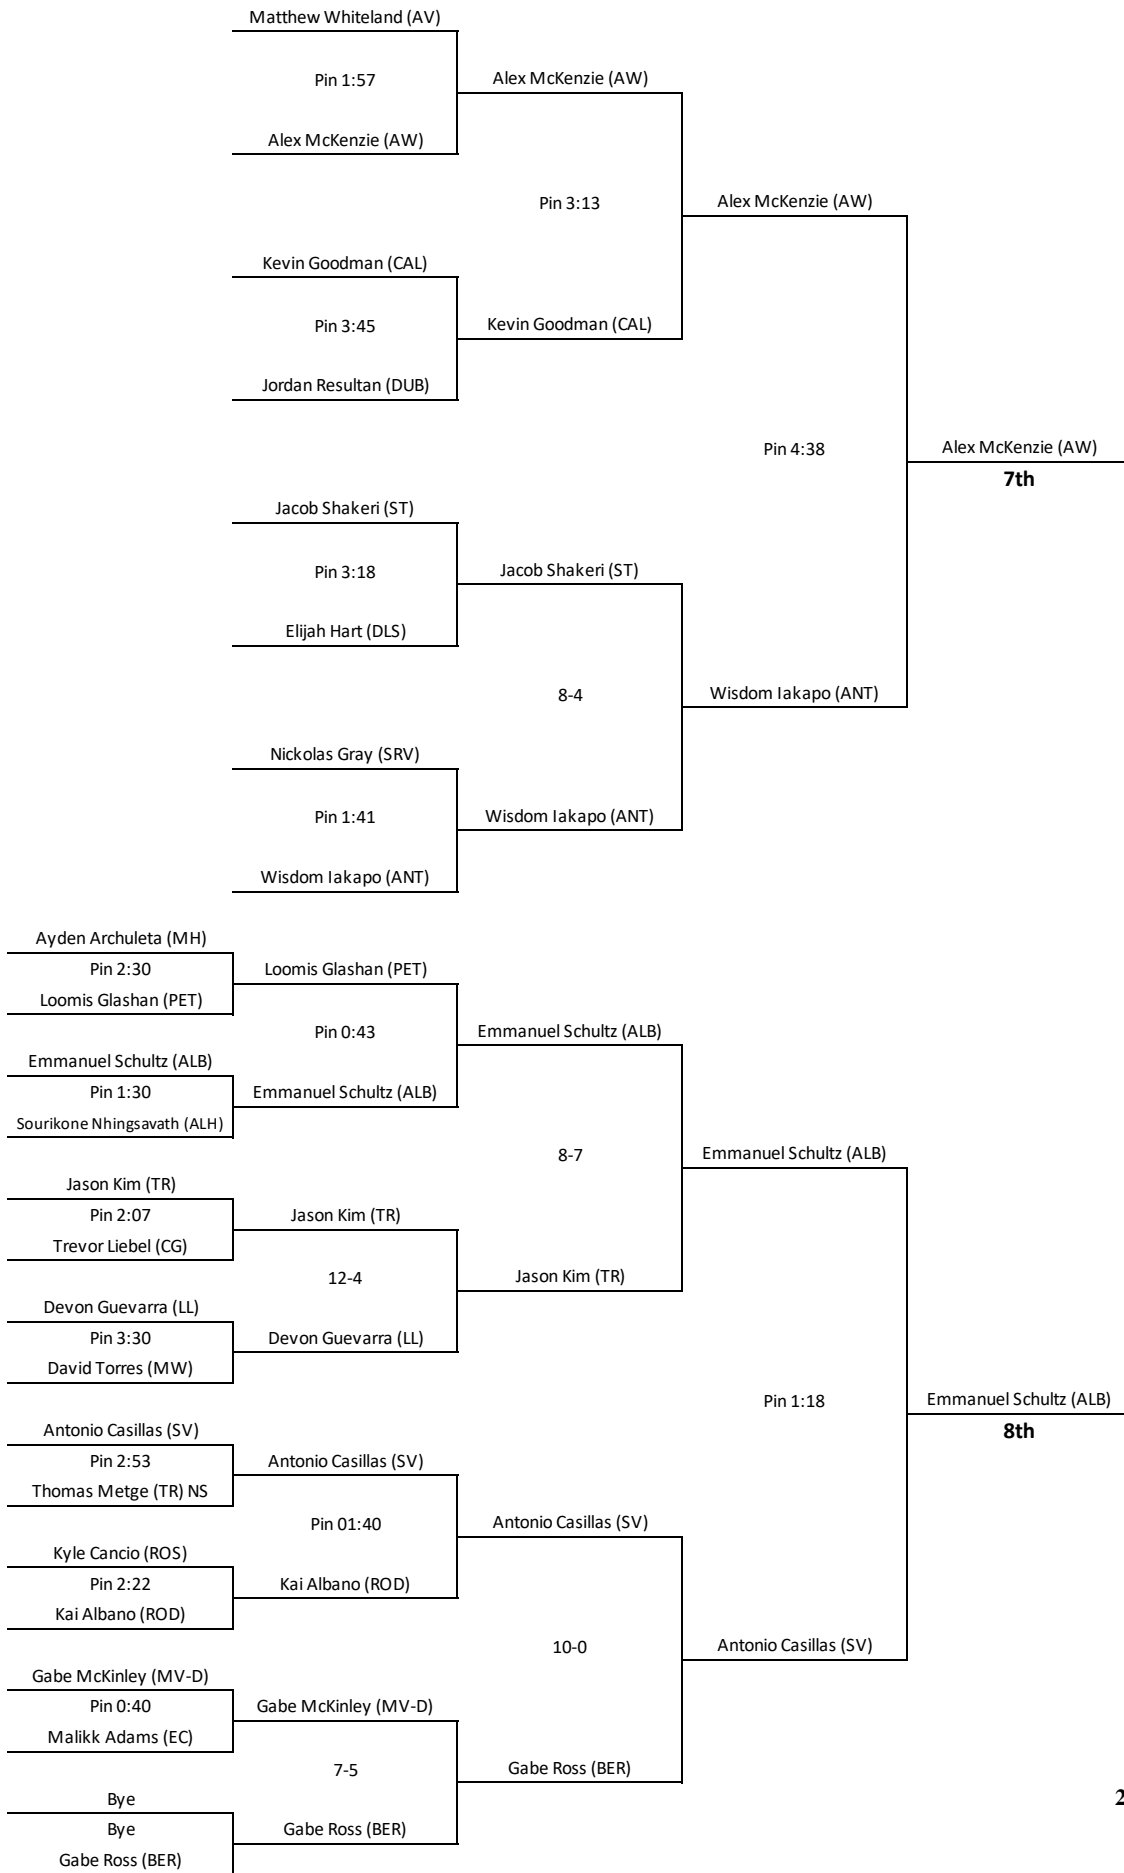 Matthew Whiteland (AV)
Pin 1:57
Alex McKenzie (AW)
Alex McKenzie (AW)
Pin 3:13
Alex McKenzie (AW)
Kevin Goodman (CAL)
Pin 3:45
Kevin Goodman (CAL)
Jordan Resultan (DUB)
Pin 4:38
Alex McKenzie (AW)
7th
Jacob Shakeri (ST)
Pin 3:18
Jacob Shakeri (ST)
Elijah Hart (DLS)
8-4
Wisdom Iakapo (ANT)
Nickolas Gray (SRV)
Pin 1:41
Wisdom Iakapo (ANT)
Wisdom Iakapo (ANT)
Ayden Archuleta (MH)
Pin 2:30
Loomis Glashan (PET)
Loomis Glashan (PET)
Pin 0:43
Emmanuel Schultz (ALB)
Emmanuel Schultz (ALB)
Pin 1:30
Emmanuel Schultz (ALB)
Sourikone Nhingsavath (ALH)
8-7
Emmanuel Schultz (ALB)
Jason Kim (TR)
Pin 2:07
Jason Kim (TR)
Trevor Liebel (CG)
12-4
Jason Kim (TR)
Devon Guevarra (LL)
Pin 3:30
Devon Guevarra (LL)
David Torres (MW)
Pin 1:18
Emmanuel Schultz (ALB)
8th
Antonio Casillas (SV)
Pin 2:53
Antonio Casillas (SV)
Thomas Metge (TR) NS
Pin 01:40
Antonio Casillas (SV)
Kyle Cancio (ROS)
Pin 2:22
Kai Albano (ROD)
Kai Albano (ROD)
10-0
Antonio Casillas (SV)
Gabe McKinley (MV-D)
Pin 0:40
Gabe McKinley (MV-D)
Malikk Adams (EC)
7-5
Gabe Ross (BER)
Bye
Bye
Gabe Ross (BER)
Gabe Ross (BER)
2